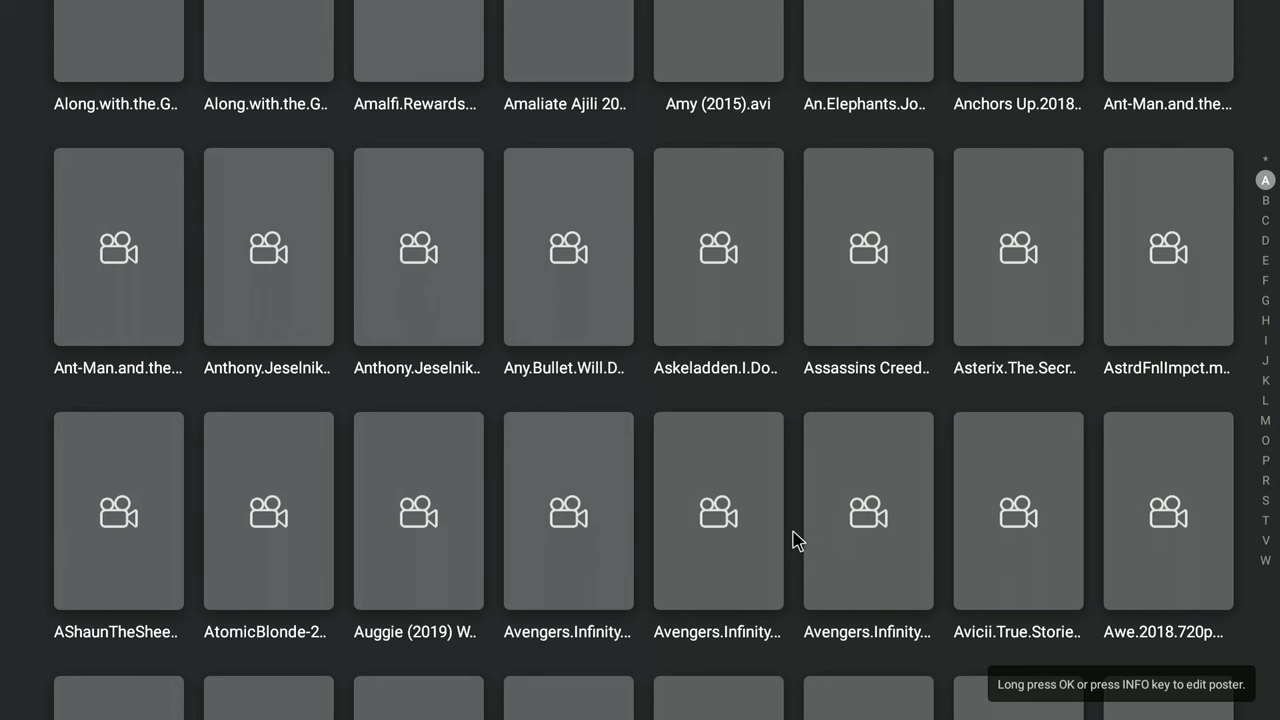 Along.with.the.G..
Along.with.the.G..
Amalfi.Rewards...
Amaliate Ajili 20..
Amy (2015).avi
An.Elephants.Jo..
Anchors Up.2018..
Ant-Man.and.the...
Ant-Man.and.the...
Anthony.Jeselnik..
Anthony.Jeselnik..
Any.Bullet.Will.D..
Askeladden.I.Do..
Assassins Creed..
Asterix.The.Secr..
AstrdFnlImpct.m..
AShaunTheShee..
AtomicBlonde-2..
Auggie (2019) W..
Avengers.Infinity...
Avengers.Infinity...
Avengers.Infinity...
Avicii.True.Storie..
Awe.2018.720p...
*
A
B
C
D
E
F
G
H
I
J
K
L
M
O
P
R
S
T
V
W
Long press OK or press INFO key to edit poster.